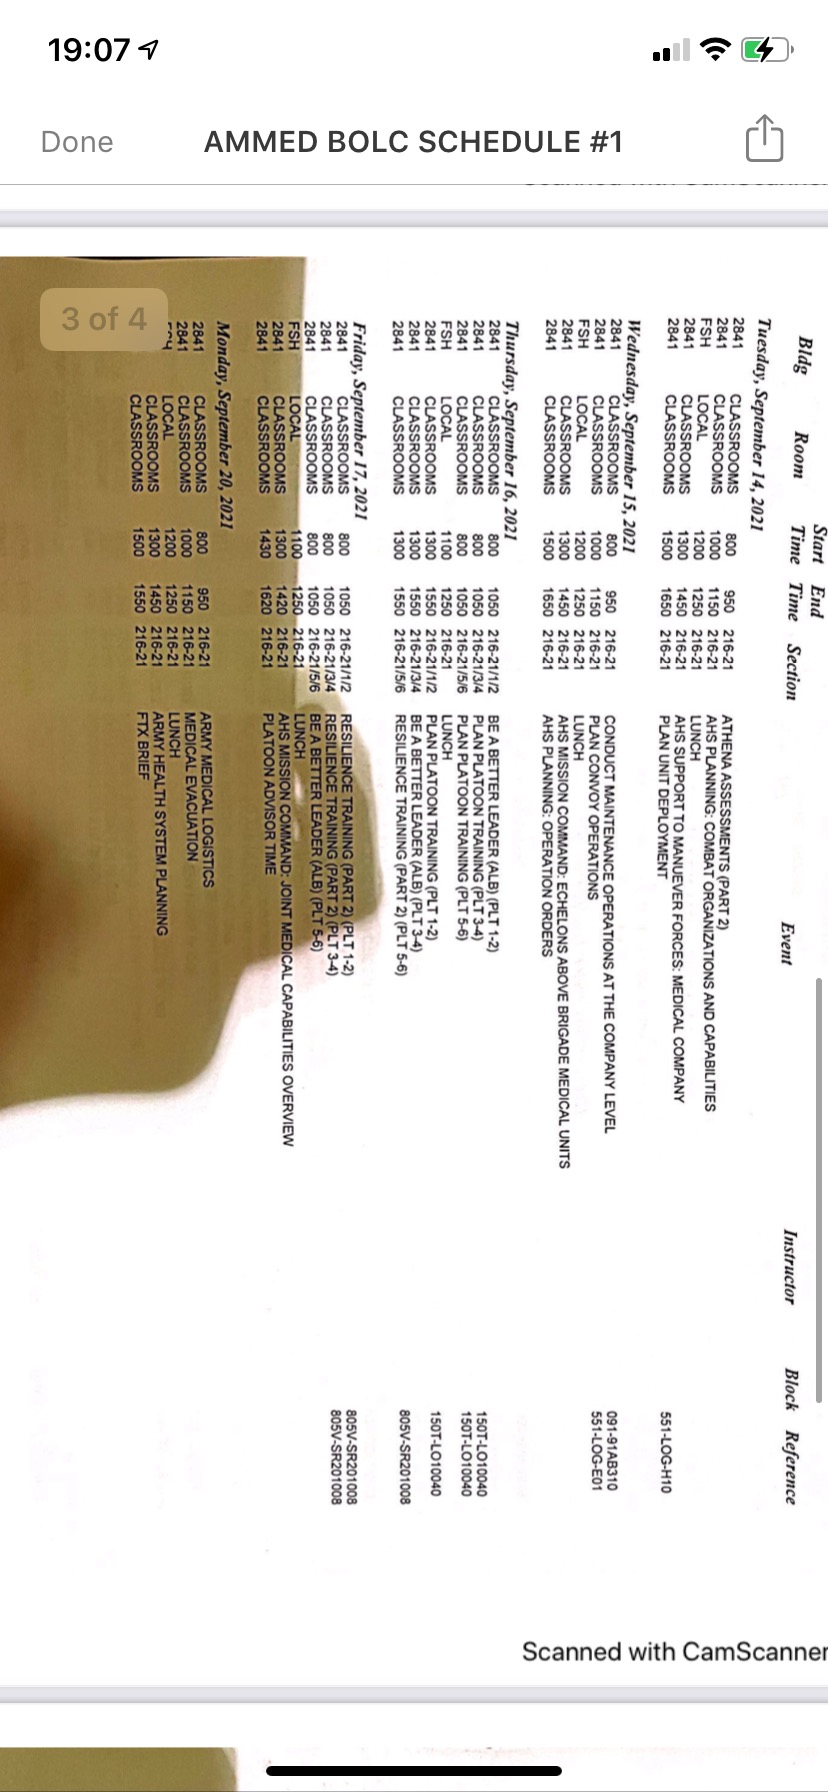 19:07
Done
AMMED BOLC SCHEDULE #1
3 of 4
Start End
Bldg Room Time Time Section Event Instructor Block Reference
Tuesday, September 14, 2021
2841 CLASSROOMS 800 950 216-21 ATHENA ASSESSMENTS (PART 2)
2841 CLASSROOMS 1000 1150 216-21 AHS PLANNING: COMBAT ORGANIZATIONS AND CAPABILITIES
FSH LOCAL 1200 1250 216-21 LUNCH
2841 CLASSROOMS 1300 1450 216-21 AHS SUPPORT TO MANUEVER FORCES: MEDICAL COMPANY
2841 CLASSROOMS 1500 1650 216-21 PLAN UNIT DEPLOYMENT 551-LOG-H10
Wednesday, September 15, 2021
2841 CLASSROOMS 800 950 216-21 CONDUCT MAINTENANCE OPERATIONS AT THE COMPANY LEVEL 091-91AB310
2841 CLASSROOMS 1000 1150 216-21 PLAN CONVOY OPERATIONS 551-LOG-E01
FSH LOCAL 1200 1250 216-21 LUNCH
2841 CLASSROOMS 1300 1450 216-21 AHS MISSION COMMAND: ECHELONS ABOVE BRIGADE MEDICAL UNITS
2841 CLASSROOMS 1500 1650 216-21 AHS PLANNING: OPERATION ORDERS
Thursday, September 16, 2021
2841 CLASSROOMS 800 1050 216-21/1/2 BE A BETTER LEADER (ALB) (PLT 1-2)
2841 CLASSROOMS 800 1050 216-21/3/4 PLAN PLATOON TRAINING (PLT 3-4) 150T-LO10040
2841 CLASSROOMS 800 1050 216-21/5/6 PLAN PLATOON TRAINING (PLT 5-6) 150T-LO10040
FSH LOCAL 1100 1250 216-21 LUNCH
2841 CLASSROOMS 1300 1550 216-21/1/2 PLAN PLATOON TRAINING (PLT 1-2) 150T-LO10040
2841 CLASSROOMS 1300 1550 216-21/3/4 BE A BETTER LEADER (ALB) (PLT 3-4)
2841 CLASSROOMS 1300 1550 216-21/5/6 RESILIENCE TRAINING (PART 2) (PLT 5-6) 805V-SR201008
Friday, September 17, 2021
2841 CLASSROOMS 800 1050 216-21/1/2 RESILIENCE TRAINING (PART 2) (PLT 1-2) 805V-SR201008
2841 CLASSROOMS 800 1050 216-21/3/4 RESILIENCE TRAINING (PART 2) (PLT 3-4) 805V-SR201008
2841 CLASSROOMS 800 1050 216-21/5/6 BE A BETTER LEADER (ALB) (PLT 5-6)
FSH LOCAL 1100 1250 216-21 LUNCH
2841 CLASSROOMS 1300 1420 216-21 AHS MISSION COMMAND: JOINT MEDICAL CAPABILITIES OVERVIEW
2841 CLASSROOMS 1430 1620 216-21 PLATOON ADVISOR TIME
Monday, September 20, 2021
2841 CLASSROOMS 800 950 216-21 ARMY MEDICAL LOGISTICS
2841 CLASSROOMS 1000 1150 216-21 MEDICAL EVACUATION
LOCAL 1200 1250 216-21 LUNCH
CLASSROOMS 1300 1450 216-21 ARMY HEALTH SYSTEM PLANNING
CLASSROOMS 1500 1550 216-21 FTX BRIEF
Scanned with CamScanner